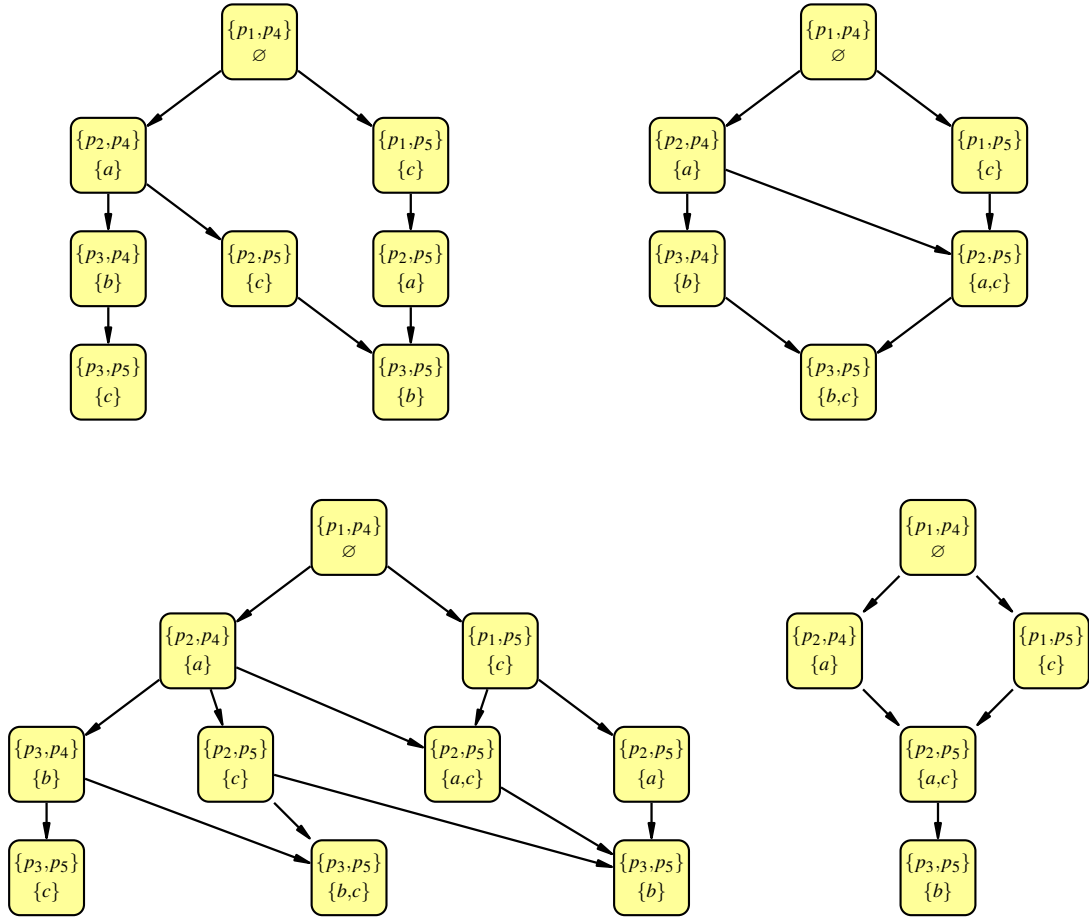 {p₁,p₄}
∅
{p₂,p₄}
{a}
{p₁,p₅}
{c}
{p₃,p₄}
{b}
{p₂,p₅}
{c}
{p₂,p₅}
{a}
{p₃,p₅}
{c}
{p₃,p₅}
{b}
{p₁,p₄}
∅
{p₂,p₄}
{a}
{p₁,p₅}
{c}
{p₃,p₄}
{b}
{p₂,p₅}
{a,c}
{p₃,p₅}
{b,c}
{p₁,p₄}
∅
{p₂,p₄}
{a}
{p₁,p₅}
{c}
{p₃,p₄}
{b}
{p₂,p₅}
{c}
{p₂,p₅}
{a,c}
{p₂,p₅}
{a}
{p₃,p₅}
{c}
{p₃,p₅}
{b,c}
{p₃,p₅}
{b}
{p₁,p₄}
∅
{p₂,p₄}
{a}
{p₁,p₅}
{c}
{p₂,p₅}
{a,c}
{p₃,p₅}
{b}